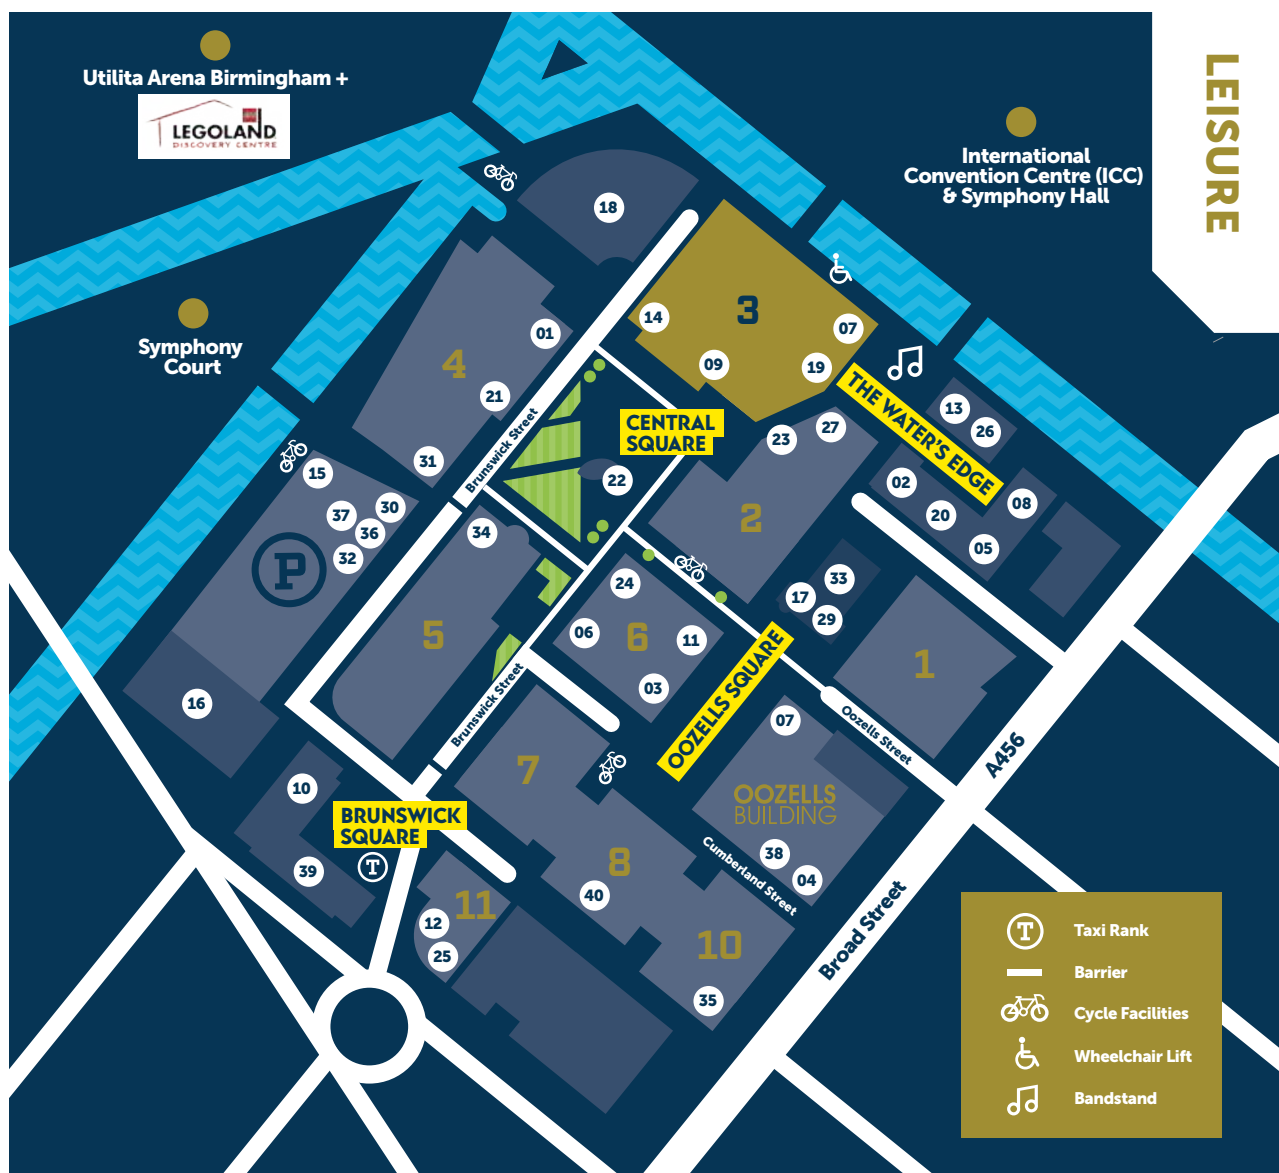 LEISURE
Utilita Arena Birmingham +
LEGOLAND
DISCOVERY CENTRE
International
Convention Centre (ICC)
& Symphony Hall
18
14
3
07
09
19
Symphony
Court
01
4
21
31
Brunswick Street
CENTRAL
SQUARE
22
23
27
THE WATER'S EDGE
13
26
02
20
08
05
2
15
37
30
36
32
P
34
5
24
06
6
11
03
33
17
29
1
16
OOZELLS SQUARE
Brunswick Street
07
Oozells Street
A456
7
OOZELLS
BUILDING
10
BRUNSWICK
SQUARE
T
39
38
04
Cumberland Street
8
40
11
12
25
10
35
Broad Street
T
Taxi Rank
Barrier
Cycle Facilities
Wheelchair Lift
Bandstand